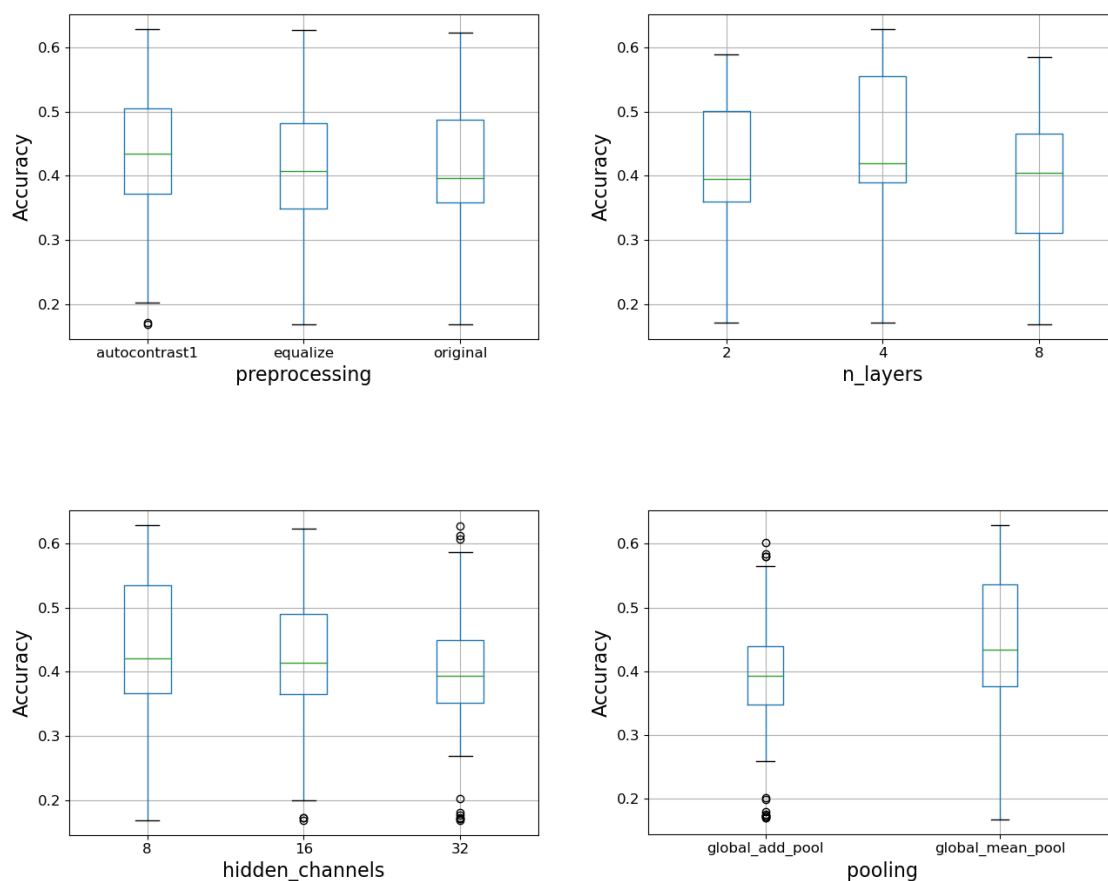 0.6
0.5
0.4
0.3
0.2
Accuracy
autocontrast1 equalize original
preprocessing
0.6
0.5
0.4
0.3
0.2
Accuracy
2 4 8
n_layers
0.6
0.5
0.4
0.3
0.2
Accuracy
8 16 32
hidden_channels
0.6
0.5
0.4
0.3
0.2
Accuracy
global_add_pool global_mean_pool
pooling